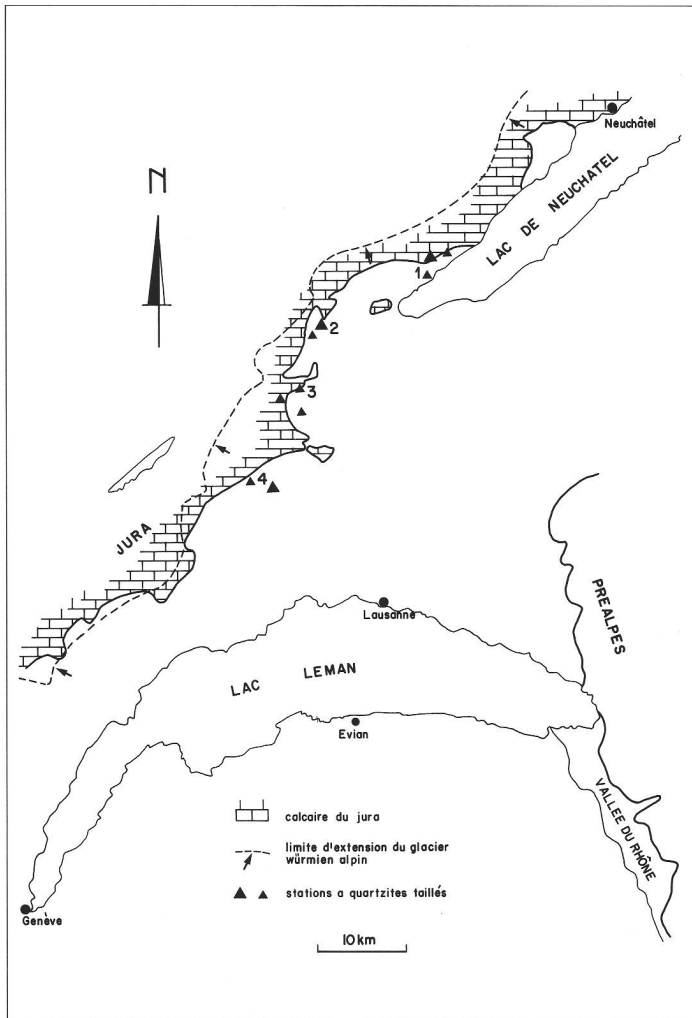 Neuchâtel
N
LAC DE NEUCHATEL
1
2
3
4
JURA
PREALPES
Lausanne
LAC LEMAN
Evian
VALLEE DU RHÔNE
calcaire du jura
limite d'extension du glacier
würmien alpin
stations a quartzites taillés
Genève
10 km